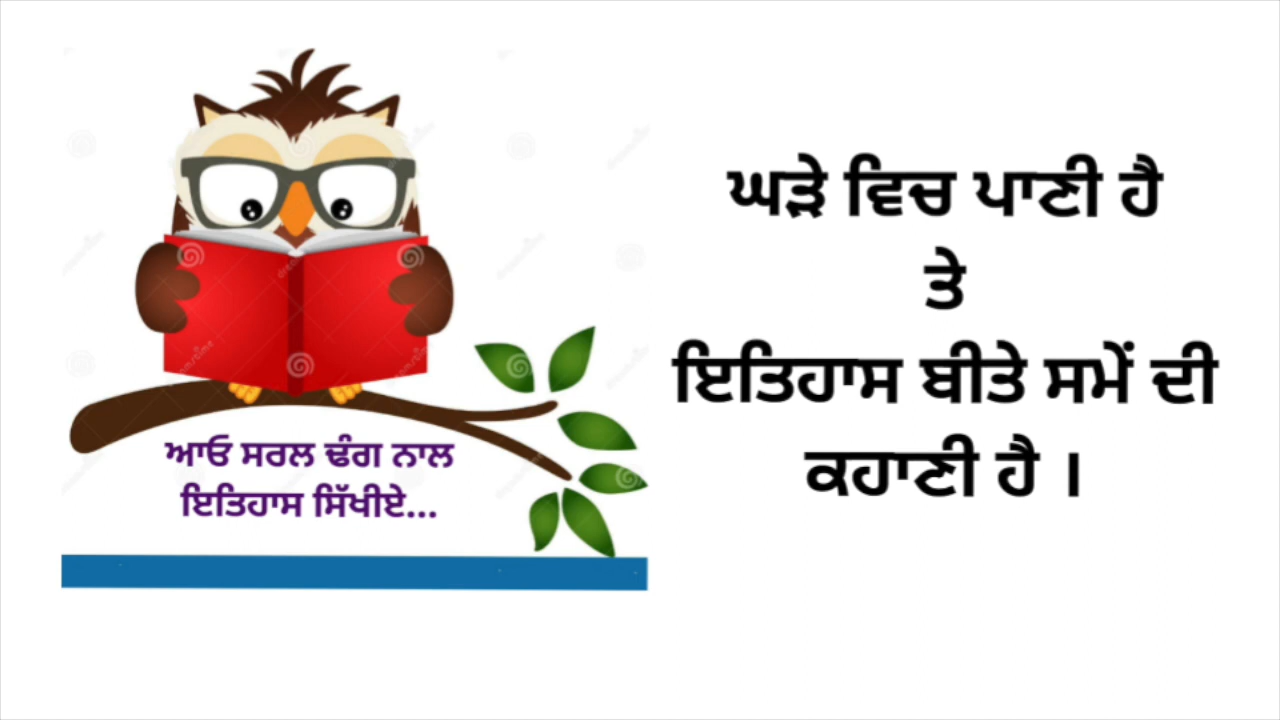 ਘੜੇ ਵਿਚ ਪਾਣੀ ਹੈ
ਤੇ
ਇਤਿਹਾਸ ਬੀਤੇ ਸਮੇਂ ਦੀ
ਕਹਾਣੀ ਹੈ ।
ਆਓ ਸਰਲ ਢੰਗ ਨਾਲ
ਇਤਿਹਾਸ ਸਿੱਖੀਏ...